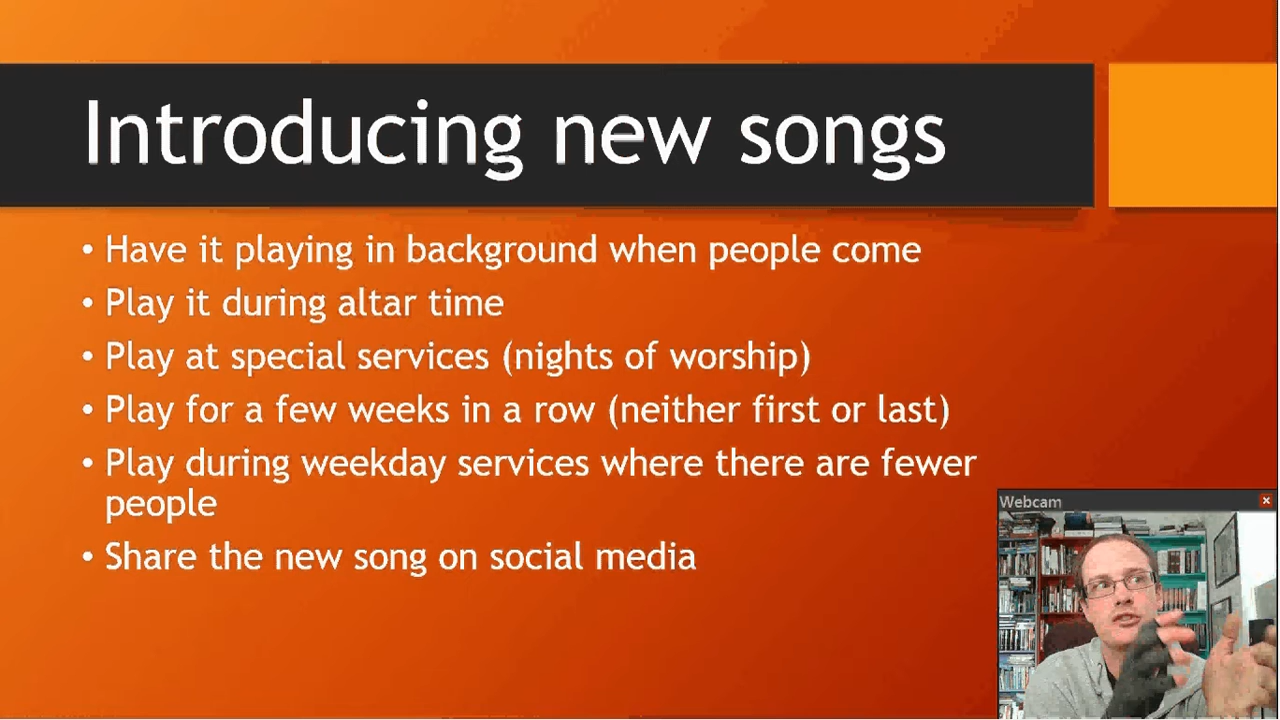 Introducing new songs
• Have it playing in background when people come
• Play it during altar time
• Play at special services (nights of worship)
• Play for a few weeks in a row (neither first or last)
• Play during weekday services where there are fewer
people
• Share the new song on social media
Webcam